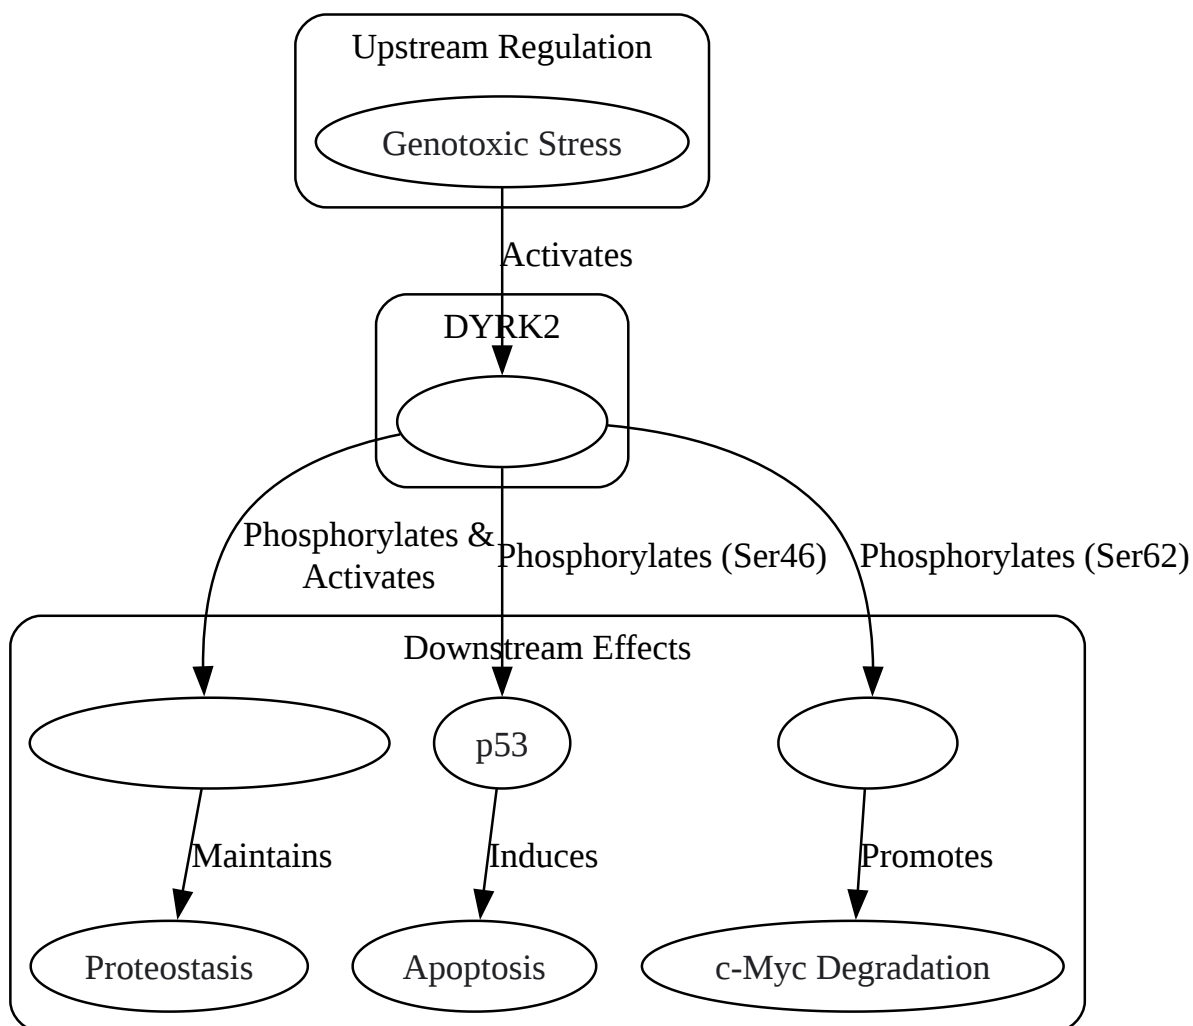 Upstream Regulation
Genotoxic Stress
Activates
DYRK2
Phosphorylates &
Activates
Phosphorylates (Ser46)
Phosphorylates (Ser62)
Downstream Effects
p53
Maintains
Induces
Promotes
Proteostasis
Apoptosis
c-Myc Degradation